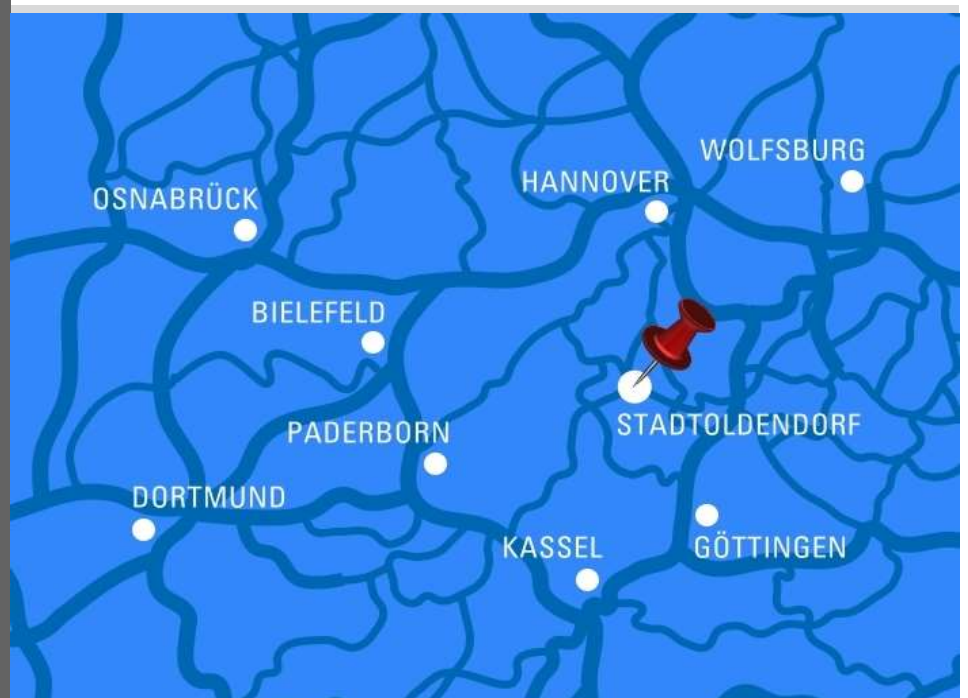 WOLFSBURG
HANNOVER
OSNABRÜCK
BIELEFELD
STADTOLDENDORF
PADERBORN
DORTMUND
KASSEL
GÖTTINGEN